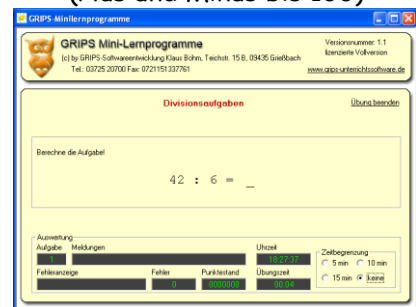 (Plus und Minus bis 100)
GRIPS-Minilernprogramme
GRIPS Mini-Lernprogramme
(c) by GRIPS-Softwareentwicklung Klaus Böhm, Teichstr. 15 B, 09435 Grießbach
Tel.: 03725 20700 Fax: 0721151337761
Versionsnummer: 1.1
lizenzierte Vollversion
www.grips-unterrichtssoftware.de
Divisionsaufgaben
Übung beenden
Berechne die Aufgabe!
42 : 6 = _
Auswertung
Aufgabe Meldungen Uhrzeit
1 18:27:37
Fehleranzeige Fehler Punktestand Übungszeit
0 0000000 00:04
Zeitbegrenzung
5 min 10 min
15 min keine